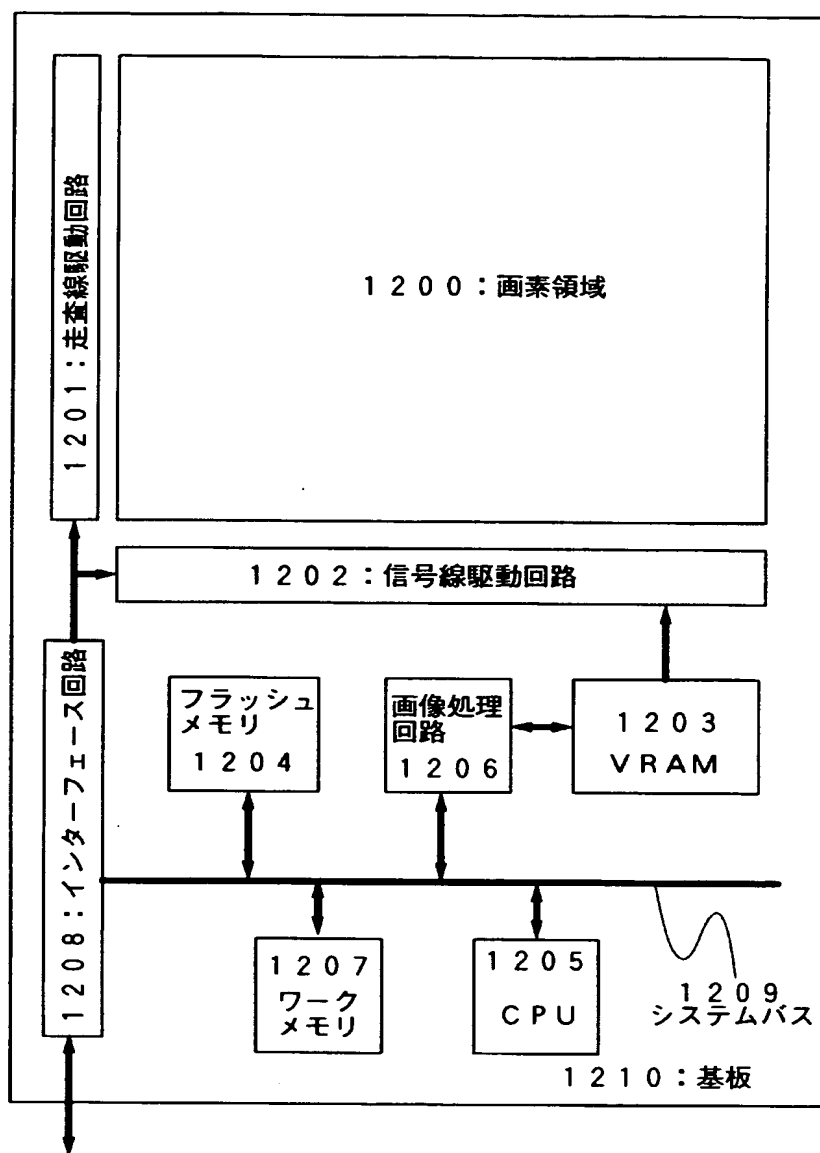 1201:走査線駆動回路
1200:画素領域
1202:信号線駆動回路
1208:インターフェース回路
フラッシュ
メモリ
1204
画像処理
回路
1206
1203
VRAM
1207
ワーク
メモリ
1205
CPU
1209
システムバス
1210:基板